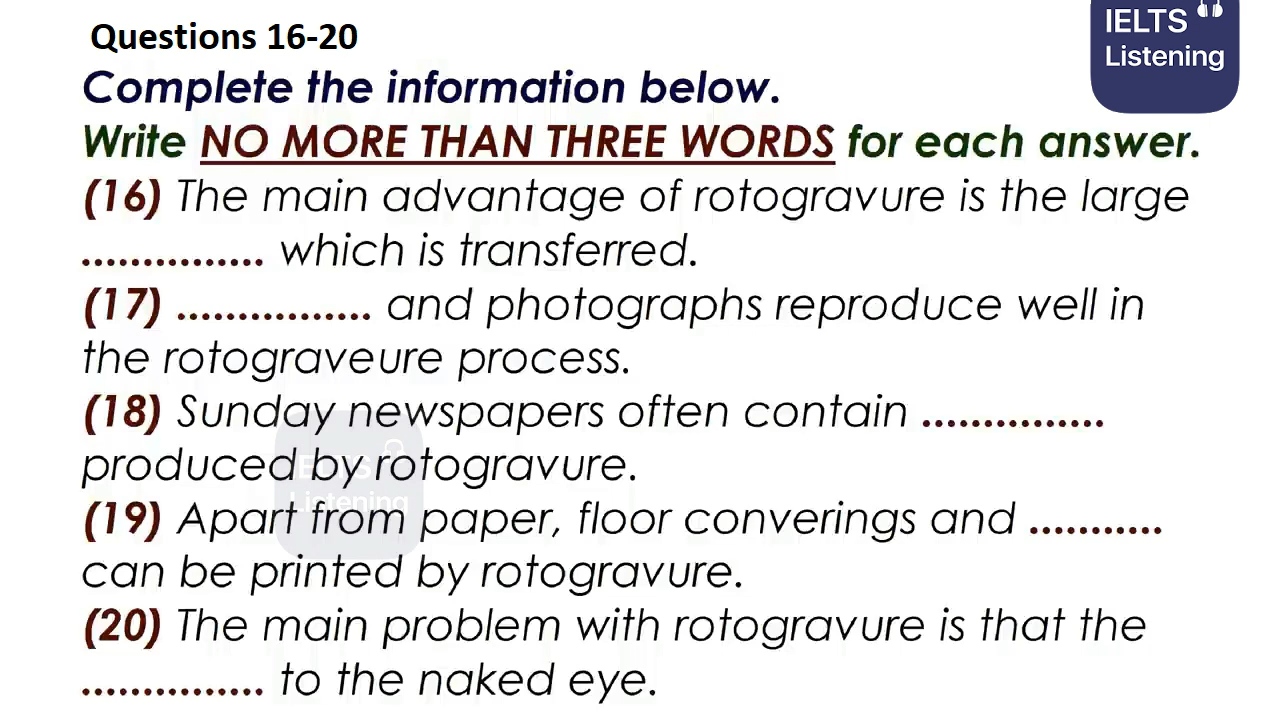 IELTS
Listening
Questions 16-20
Complete the information below.
Write NO MORE THAN THREE WORDS for each answer.
(16) The main advantage of rotogravure is the large
............... which is transferred.
(17) ................ and photographs reproduce well in
the rotograveure process.
(18) Sunday newspapers often contain ...............
produced by rotogravure.
(19) Apart from paper, floor converings and ...........
can be printed by rotogravure.
(20) The main problem with rotogravure is that the
............... to the naked eye.
IELTS
Listening